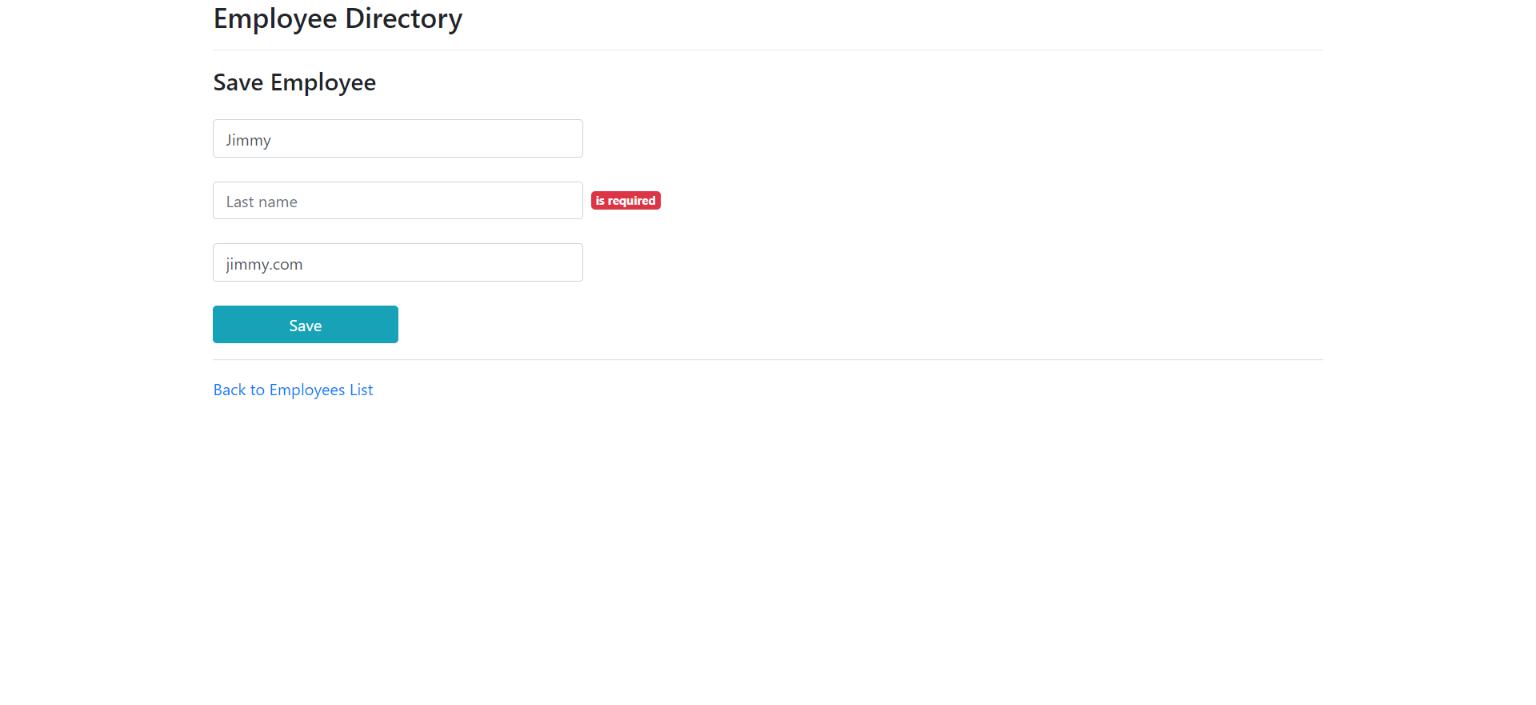 Employee Directory
Save Employee
Jimmy
Last name is required
jimmy.com
Save
Back to Employees List